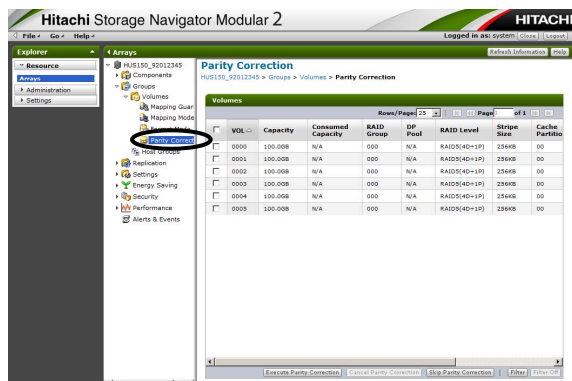 Hitachi Storage Navigator Modular 2
HITACHI
File Go Help
Logged in as: system Close Logout
Explorer
Arrays
Refresh Information Help
Resource
Arrays
Administration
Settings
HUS150_92012345
Components
Groups
Volumes
Mapping Guar
Mapping Mode
Parity Correct
Host Groups
Replication
Settings
Energy Saving
Security
Performance
Alerts & Events
Parity Correction
HUS150_92012345 > Groups > Volumes > Parity Correction
Volumes
Rows/Page: 25 Page 1 of 1
VOL Capacity Consumed Capacity RAID Group DP Pool RAID Level Stripe Size Cache Partitio
0000 100.0GB N/A 000 N/A RAID5(4D+1P) 256KB 00
0001 100.0GB N/A 000 N/A RAID5(4D+1P) 256KB 00
0002 100.0GB N/A 000 N/A RAID5(4D+1P) 256KB 00
0003 100.0GB N/A 000 N/A RAID5(4D+1P) 256KB 00
0004 100.0GB N/A 000 N/A RAID5(4D+1P) 256KB 00
0005 100.0GB N/A 000 N/A RAID5(4D+1P) 256KB 00
Execute Parity Correction Cancel Parity Correction Skip Parity Correction | Filter Filter Off